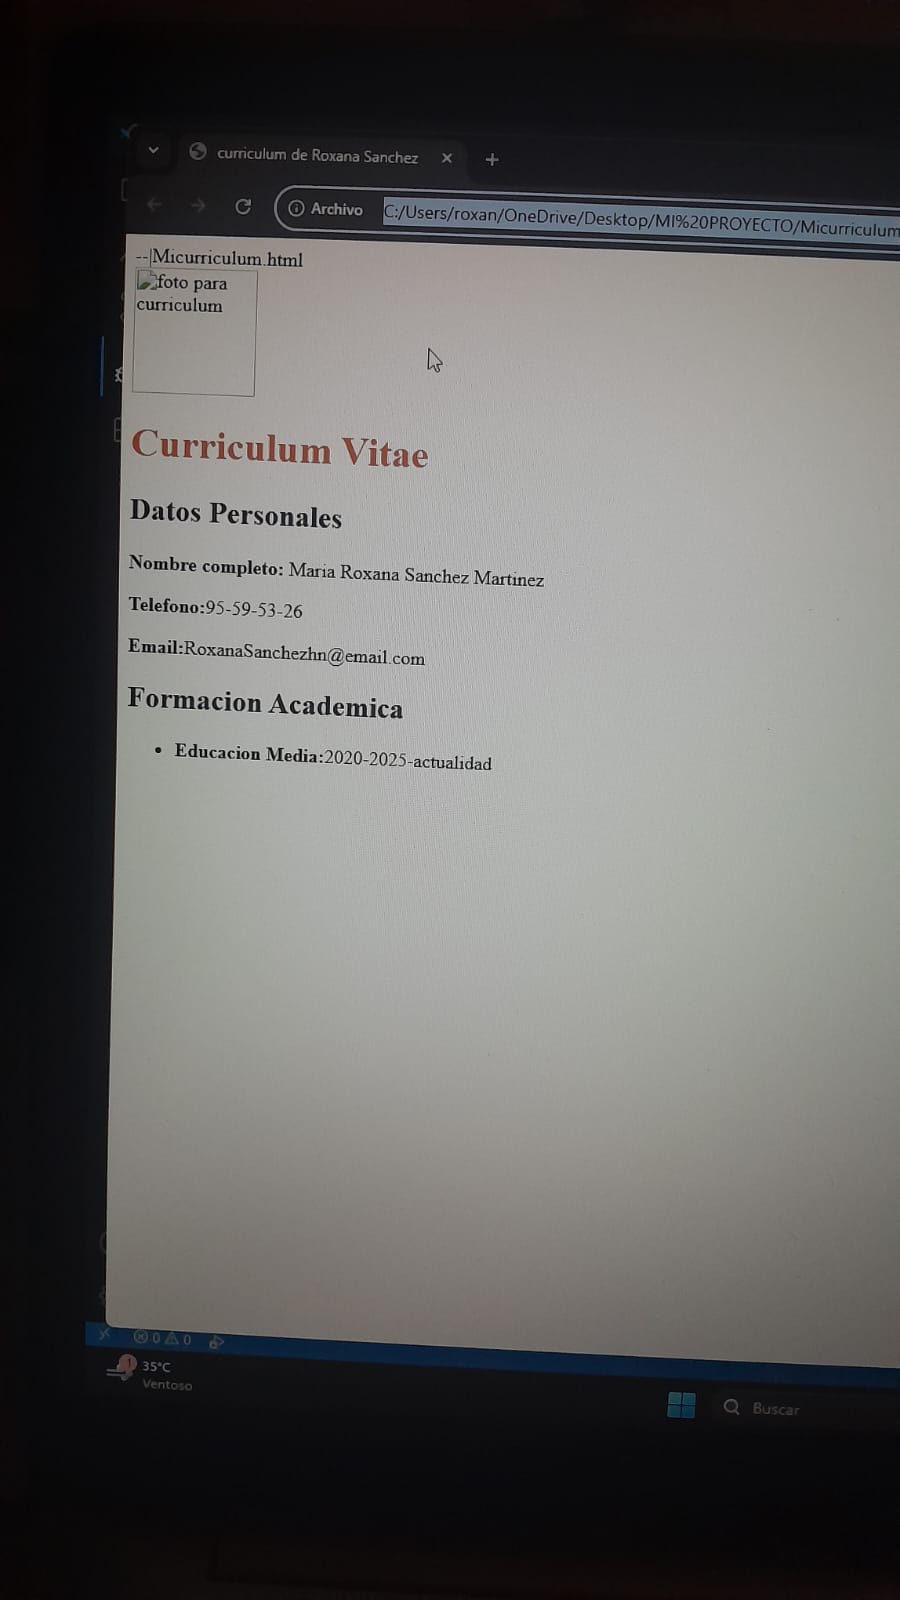 curriculum de Roxana Sanchez
Archivo C:/Users/roxan/OneDrive/Desktop/MI%20PROYECTO/Micurriculum
--|Micurriculum.html
foto para
curriculum
Curriculum Vitae
Datos Personales
Nombre completo: Maria Roxana Sanchez Martinez
Telefono:95-59-53-26
Email:RoxanaSanchezhn@email.com
Formacion Academica
• Educacion Media:2020-2025-actualidad
0 0
1
35°C
Ventoso
Buscar